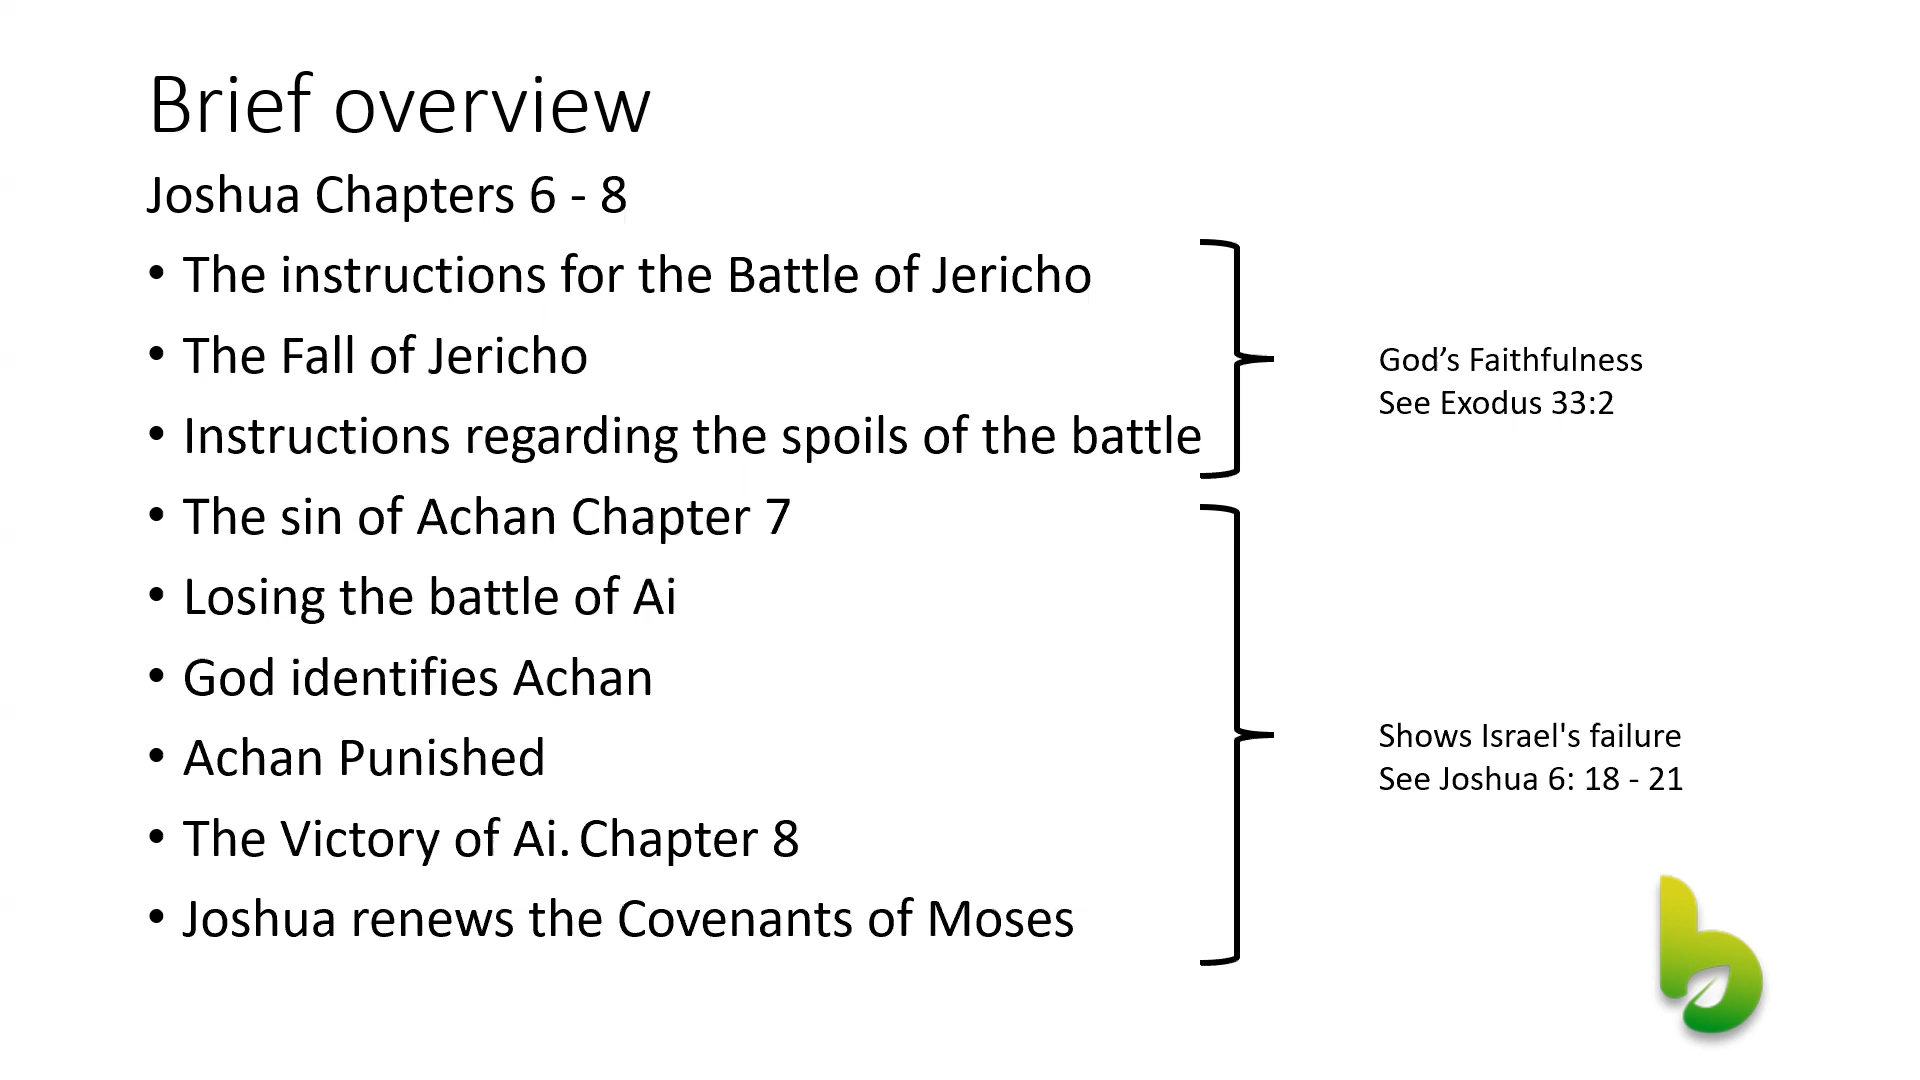 Brief overview
Joshua Chapters 6 - 8
• The instructions for the Battle of Jericho
• The Fall of Jericho
• Instructions regarding the spoils of the battle
God’s Faithfulness
See Exodus 33:2
• The sin of Achan Chapter 7
• Losing the battle of Ai
• God identifies Achan
• Achan Punished
• The Victory of Ai. Chapter 8
• Joshua renews the Covenants of Moses
Shows Israel's failure
See Joshua 6: 18 - 21
b